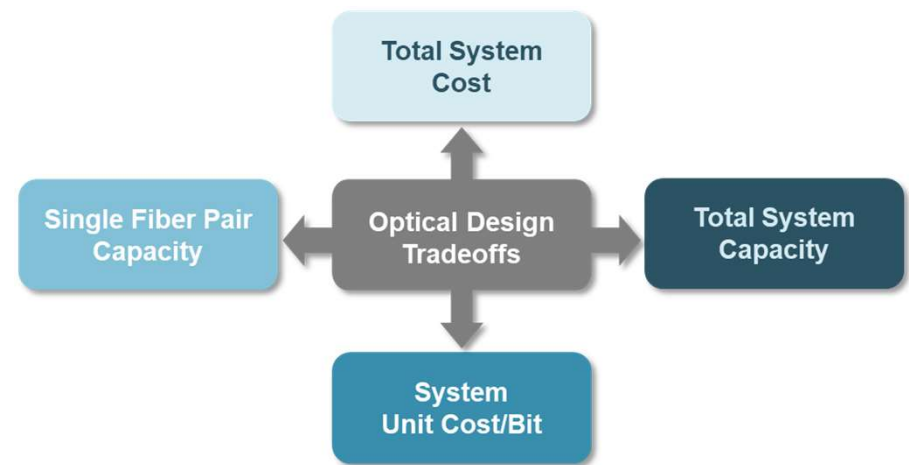 Total System
Cost
Single Fiber Pair
Capacity
Optical Design
Tradeoffs
Total System
Capacity
System
Unit Cost/Bit